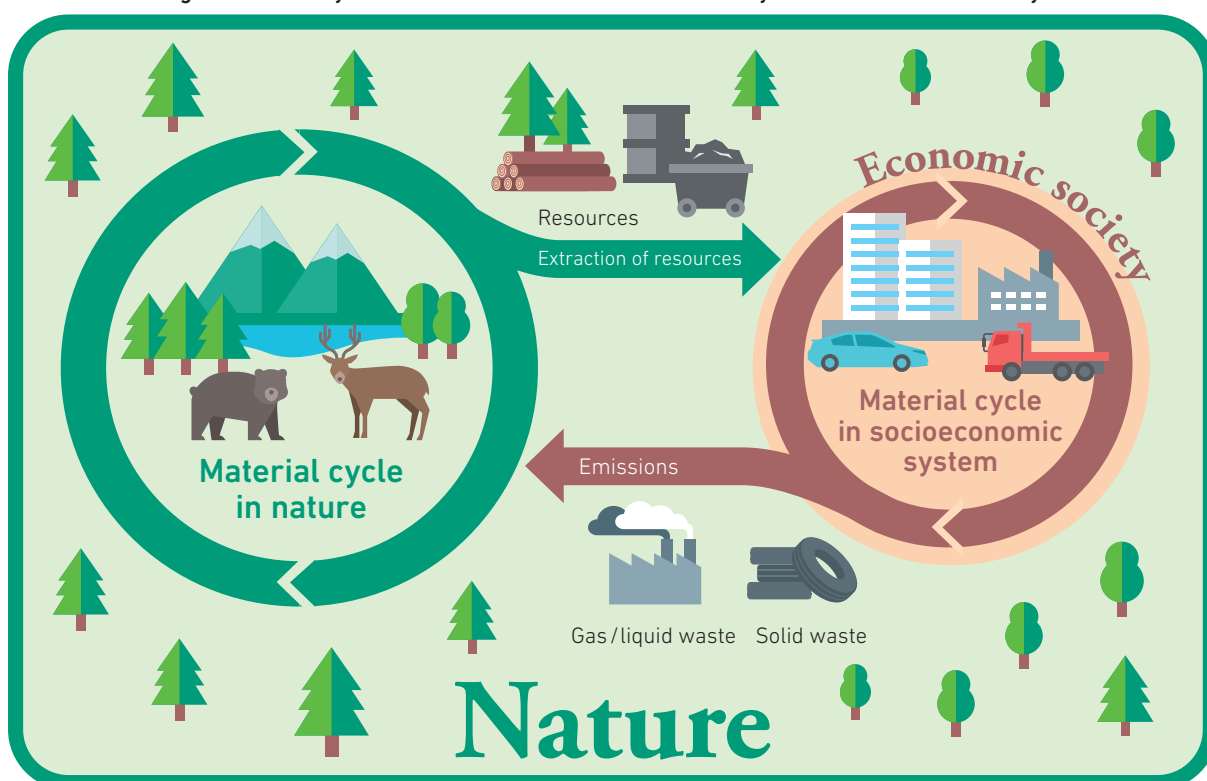 Economic society
Resources
Extraction of resources
Material cycle
in nature
Material cycle
in socioeconomic
system
Emissions
Gas/liquid waste
Solid waste
Nature